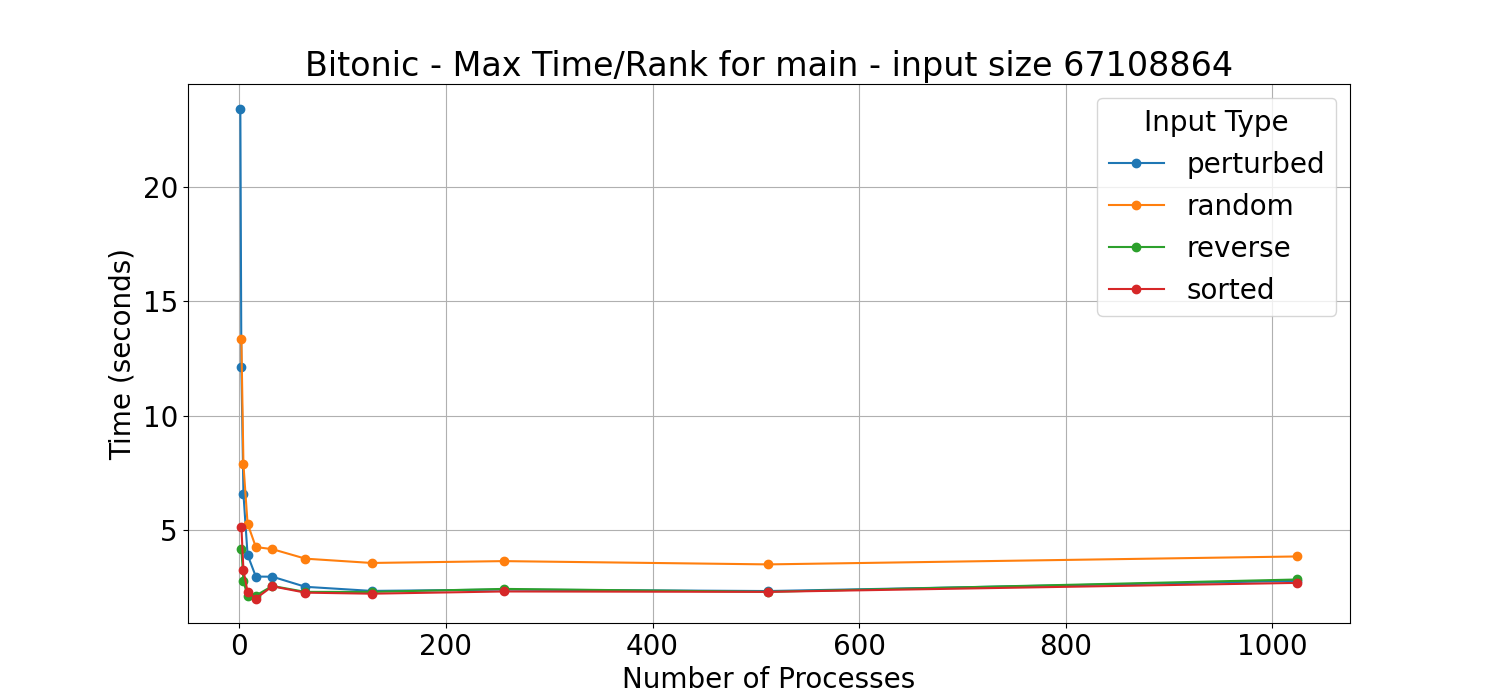 Bitonic - Max Time/Rank for main - input size 67108864
Time (seconds)
20
15
10
5
0
200
400
600
800
1000
Number of Processes
Input Type
perturbed
random
reverse
sorted